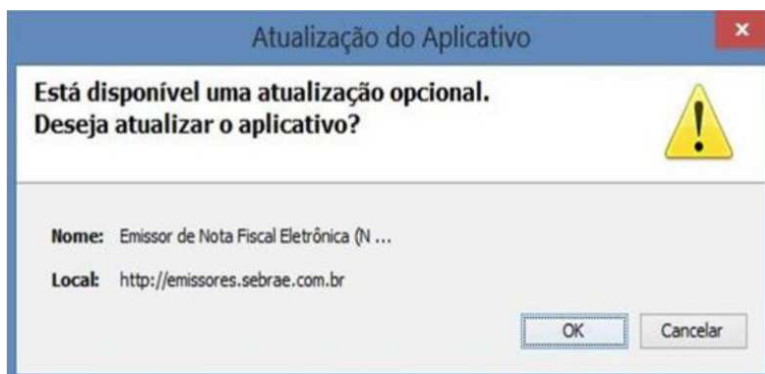 Atualização do Aplicativo
Está disponível uma atualização opcional.
Deseja atualizar o aplicativo?
Nome: Emissor de Nota Fiscal Eletrônica (N ...
Local: http://emissores.sebrae.com.br
OK Cancelar